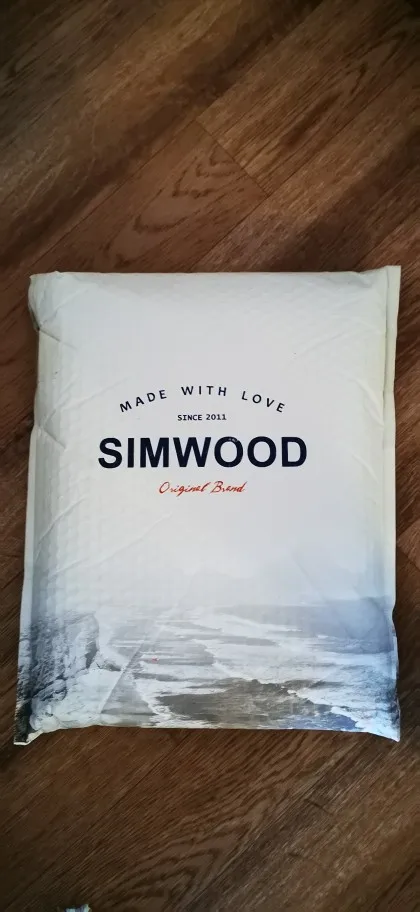 MADE WITH LOVE
SINCE 2011
SIMWOOD
Original Brand